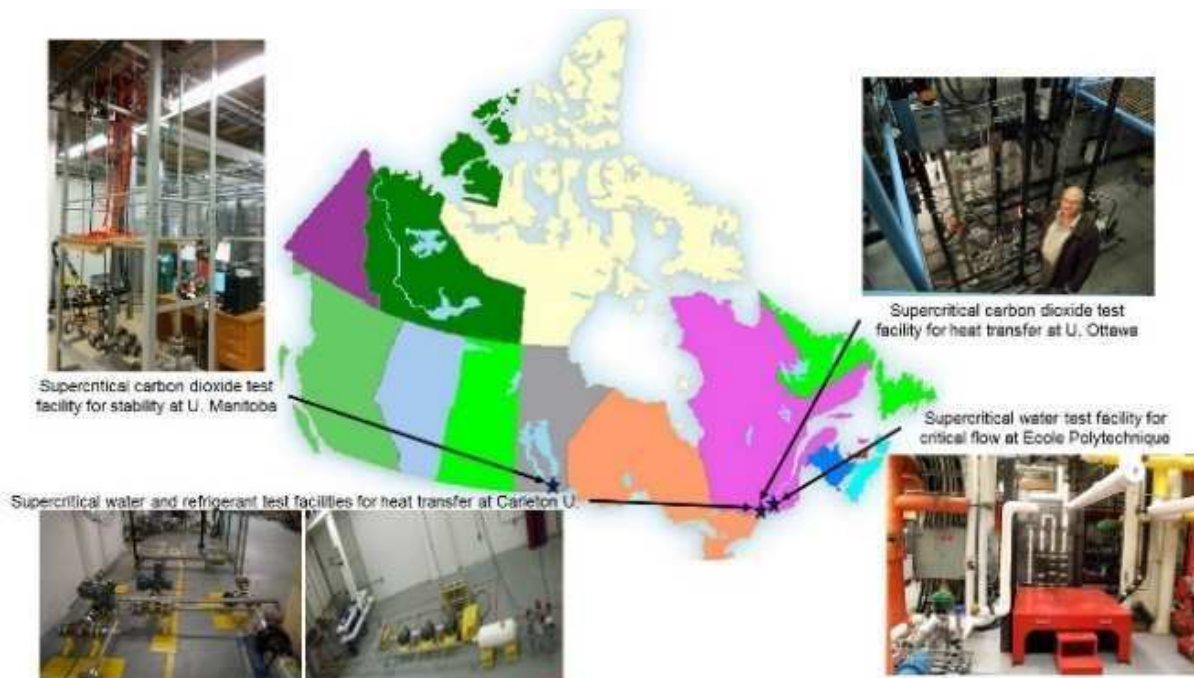 Supercritical carbon dioxide test
facility for heat transfer at U. Ottawa
Supercritical carbon dioxide test
facility for stability at U. Manitoba
Supercritical water test facility for
critical flow at Ecole Polytechnique
Supercritical water and refrigerant test facilities for heat transfer at Carleton U.